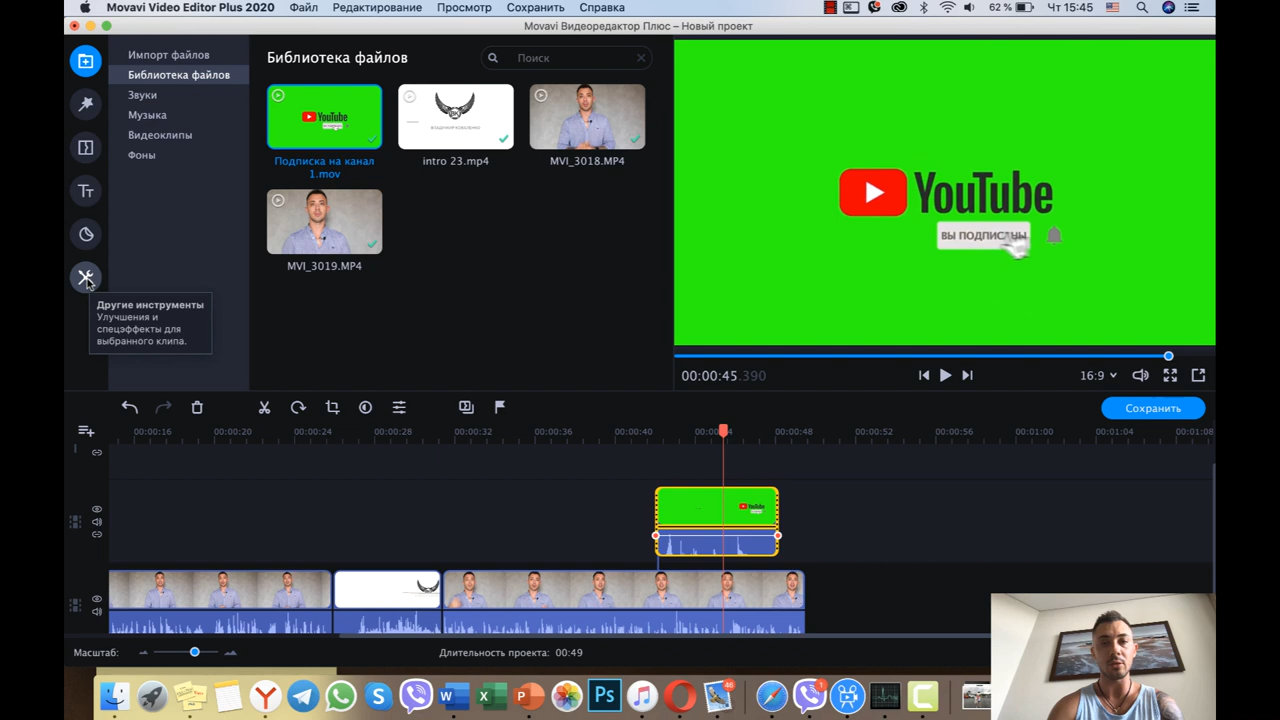 Movavi Video Editor Plus 2020 Файл Редактирование Просмотр Сохранить Справка 62 % Чт 15:45
Movavi Видеоредактор Плюс – Новый проект
Импорт файлов
Библиотека файлов
Звуки
Музыка
Видеоклипы
Фоны
Другие инструменты
Улучшения и
спецэффекты для
выбранного клипа.
Библиотека файлов
Поиск
YouTube
Подписка на канал
1.mov
intro 23.mp4
MVI_3018.MP4
MVI_3019.MP4
YouTube
ВЫ ПОДПИСАНЫ
00:00:45.390
16:9
Сохранить
00:00:16 00:00:20 00:00:24 00:00:28 00:00:32 00:00:36 00:00:40 00:00:48 00:00:52 00:00:56 00:01:00 00:01:04 00:01:08
Масштаб:
Длительность проекта: 00:49
46
1
Ps